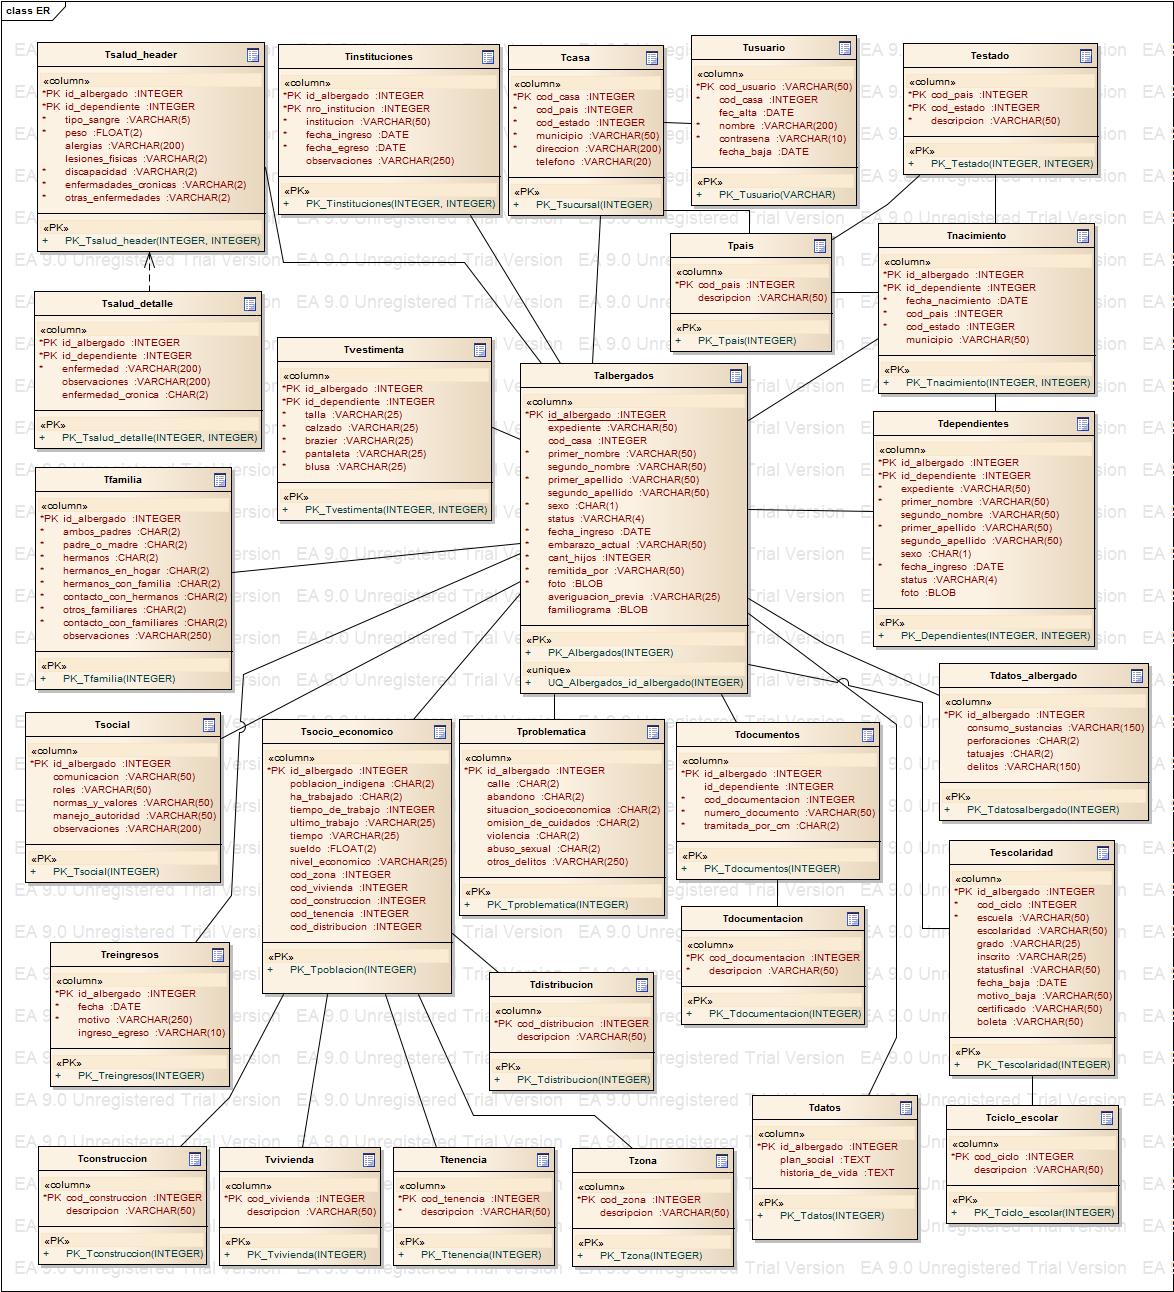 class ER
Tsalud_header
«column»
*PK id_albergado :INTEGER
*PK id_dependiente :INTEGER
* tipo_sangre :VARCHAR(5)
* peso :FLOAT(2)
alergias :VARCHAR(200)
lesiones_fisicas :VARCHAR(2)
* discapacidad :VARCHAR(2)
* enfermadades_cronicas :VARCHAR(2)
* otras_enfermedades :VARCHAR(2)
«PK»
+ PK_Tsalud_header(INTEGER, INTEGER)
Tinstituciones
«column»
*PK id_albergado :INTEGER
*PK nro_institucion :INTEGER
* institucion :VARCHAR(50)
* fecha_ingreso :DATE
* fecha_egreso :DATE
observaciones :VARCHAR(250)
«PK»
+ PK_Tinstituciones(INTEGER, INTEGER)
Tcasa
«column»
*PK cod_casa :INTEGER
* cod_pais :INTEGER
* cod_estado :INTEGER
* municipio :VARCHAR(50)
* direccion :VARCHAR(200)
telefono :VARCHAR(20)
«PK»
+ PK_Tsucursal(INTEGER)
Tusuario
«column»
*PK cod_usuario :VARCHAR(50)
* cod_casa :INTEGER
fec_alta :DATE
* nombre :VARCHAR(200)
* contrasena :VARCHAR(10)
fecha_baja :DATE
«PK»
+ PK_Tusuario(VARCHAR)
Testado
«column»
*PK cod_pais :INTEGER
*PK cod_estado :INTEGER
* descripcion :VARCHAR(50)
«PK»
+ PK_Testado(INTEGER, INTEGER)
Tpais
«column»
*PK cod_pais :INTEGER
descripcion :VARCHAR(50)
«PK»
+ PK_Tpais(INTEGER)
Tnacimiento
«column»
*PK id_albergado :INTEGER
*PK id_dependiente :INTEGER
* fecha_nacimiento :DATE
* cod_pais :INTEGER
* cod_estado :INTEGER
municipio :VARCHAR(50)
«PK»
+ PK_Tnacimiento(INTEGER, INTEGER)
Tsalud_detalle
«column»
*PK id_albergado :INTEGER
*PK id_dependiente :INTEGER
* enfermedad :VARCHAR(200)
observaciones :VARCHAR(200)
enfermedad_cronica :CHAR(2)
«PK»
+ PK_Tsalud_detalle(INTEGER, INTEGER)
Tvestimenta
«column»
*PK id_albergado :INTEGER
*PK id_dependiente :INTEGER
* talla :VARCHAR(25)
* calzado :VARCHAR(25)
* brazier :VARCHAR(25)
* pantaleta :VARCHAR(25)
* blusa :VARCHAR(25)
«PK»
+ PK_Tvestimenta(INTEGER, INTEGER)
Talbergados
«column»
*PK id_albergado :INTEGER
expediente :VARCHAR(50)
cod_casa :INTEGER
* primer_nombre :VARCHAR(50)
segundo_nombre :VARCHAR(50)
* primer_apellido :VARCHAR(50)
segundo_apellido :VARCHAR(50)
* sexo :CHAR(1)
status :VARCHAR(4)
* fecha_ingreso :DATE
* embarazo_actual :VARCHAR(50)
* cant_hijos :INTEGER
* remitida_por :VARCHAR(50)
* foto :BLOB
averiguacion_previa :VARCHAR(25)
familiograma :BLOB
«PK»
+ PK_Albergados(INTEGER)
«unique»
+ UQ_Albergados_id_albergado(INTEGER)
Tdependientes
«column»
*PK id_albergado :INTEGER
*PK id_dependiente :INTEGER
* expediente :VARCHAR(50)
* primer_nombre :VARCHAR(50)
segundo_nombre :VARCHAR(50)
* primer_apellido :VARCHAR(50)
segundo_apellido :VARCHAR(50)
sexo :CHAR(1)
* fecha_ingreso :DATE
status :VARCHAR(4)
foto :BLOB
«PK»
+ PK_Dependientes(INTEGER, INTEGER)
Tfamilia
«column»
*PK id_albergado :INTEGER
* ambos_padres :CHAR(2)
* padre_o_madre :CHAR(2)
* hermanos :CHAR(2)
* hermanos_en_hogar :CHAR(2)
* hermanos_con_familia :CHAR(2)
* contacto_con_hermanos :CHAR(2)
* otros_familiares :CHAR(2)
* contacto_con_familiares :CHAR(2)
observaciones :VARCHAR(250)
«PK»
+ PK_Tfamilia(INTEGER)
Tsocial
«column»
*PK id_albergado :INTEGER
comunicacion :VARCHAR(50)
roles :VARCHAR(50)
normas_y_valores :VARCHAR(50)
manejo_autoridad :VARCHAR(50)
observaciones :VARCHAR(200)
«PK»
+ PK_Tsocial(INTEGER)
Tsocio_economico
«column»
*PK id_albergado :INTEGER
poblacion_indigena :CHAR(2)
ha_trabajado :CHAR(2)
tiempo_de_trabajo :INTEGER
ultimo_trabajo :VARCHAR(25)
tiempo :VARCHAR(25)
sueldo :FLOAT(2)
nivel_economico :VARCHAR(25)
cod_zona :INTEGER
cod_vivienda :INTEGER
cod_construccion :INTEGER
cod_tenencia :INTEGER
cod_distribution :INTEGER
«PK»
+ PK_Tpoblacion(INTEGER)
Tproblematica
«column»
*PK id_albergado :INTEGER
calle :CHAR(2)
abandono :CHAR(2)
situacion_socioeconomica :CHAR(2)
omision_de_cuidados :CHAR(2)
violencia :CHAR(2)
abuso_sexual :CHAR(2)
otros_delitos :VARCHAR(250)
«PK»
+ PK_Tproblematica(INTEGER)
Tdocumentos
«column»
*PK id_albergado :INTEGER
id_dependiente :INTEGER
* cod_documentacion :INTEGER
* numero_documento :VARCHAR(50)
* tramitada_por_cm :CHAR(2)
«PK»
+ PK_Tdocumentos(INTEGER)
Tdatos_albergado
«column»
*PK id_albergado :INTEGER
consumo_sustancias :VARCHAR(150)
perforaciones :CHAR(2)
tatuajes :CHAR(2)
delitos :VARCHAR(150)
«PK»
+ PK_Tdatosalbergado(INTEGER)
Tescolaridad
«column»
*PK id_albergado :INTEGER
* cod_ciclo :INTEGER
* escuela :VARCHAR(50)
escolaridad :VARCHAR(50)
grado :VARCHAR(25)
inscrito :VARCHAR(25)
statusfinal :VARCHAR(50)
fecha_baja :DATE
motivo_baja :VARCHAR(50)
certificado :VARCHAR(50)
boleta :VARCHAR(50)
«PK»
+ PK_Tescolaridad(INTEGER)
Tdocumentacion
«column»
*PK cod_documentacion :INTEGER
* descripcion :VARCHAR(50)
«PK»
+ PK_Tdocumentacion(INTEGER)
Treingresos
«column»
*PK id_albergado :INTEGER
* fecha :DATE
* motivo :VARCHAR(250)
ingreso_egreso :VARCHAR(10)
«PK»
+ PK_Treingresos(INTEGER)
Tdistribucion
«column»
*PK cod_distribution :INTEGER
descripcion :VARCHAR(50)
«PK»
+ PK_Tdistribucion(INTEGER)
Tdatos
«column»
*PK id_albergado :INTEGER
plan_social :TEXT
historia_de_vida :TEXT
«PK»
+ PK_Tdatos(INTEGER)
Tciclo_escolar
«column»
*PK cod_ciclo :INTEGER
descripcion :VARCHAR(50)
«PK»
+ PK_Tciclo_escolar(INTEGER)
Tconstruccion
«column»
*PK cod_construccion :INTEGER
descripcion :VARCHAR(50)
«PK»
+ PK_Tconstruccion(INTEGER)
Tvivienda
«column»
*PK cod_vivienda :INTEGER
descripcion :VARCHAR(50)
«PK»
+ PK_Tvivienda(INTEGER)
Ttenencia
«column»
*PK cod_tenencia :INTEGER
* descripcion :VARCHAR(50)
«PK»
+ PK_Ttenencia(INTEGER)
Tzona
«column»
*PK cod_zona :INTEGER
descripcion :VARCHAR(50)
«PK»
+ PK_Tzona(INTEGER)
EA 9.0 Unregistered Trial Version